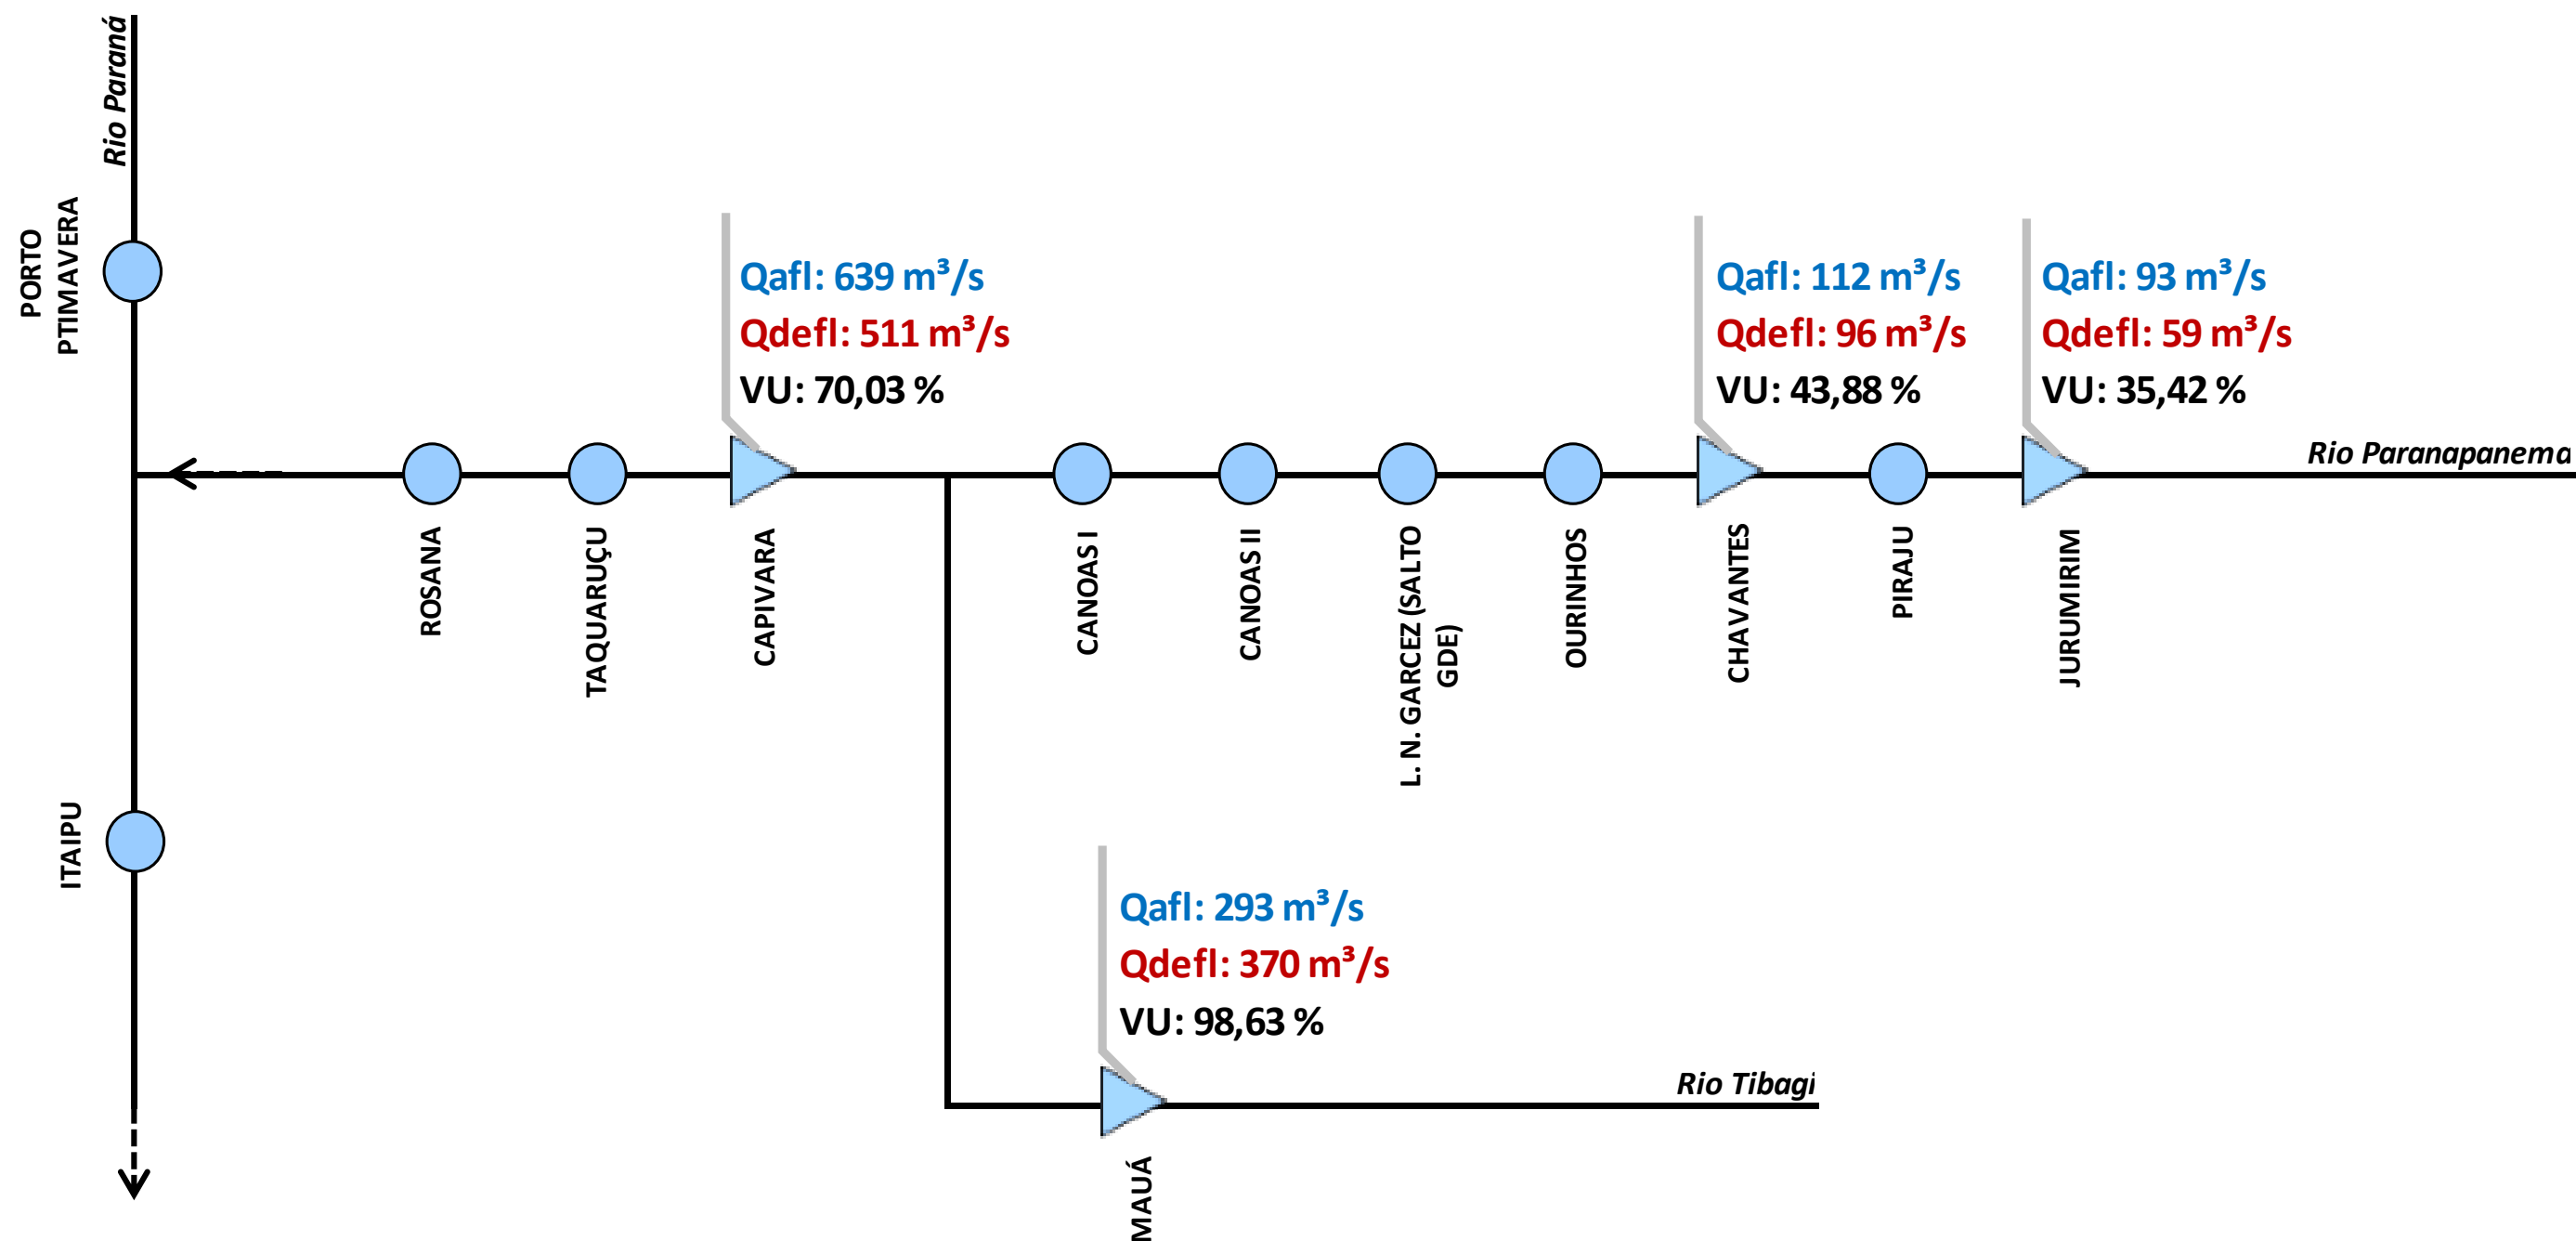 Rio Paraná
PORTO
PTIMAVERA
Qafl: 639 m³/s
Qdefl: 511 m³/s
VU: 70,03 %
Qafl: 112 m³/s
Qdefl: 96 m³/s
VU: 43,88 %
Qafl: 93 m³/s
Qdefl: 59 m³/s
VU: 35,42 %
Rio Paranapanema
ROSANA
TAQUARUÇU
CAPIVARA
CANOAS I
CANOAS II
L. N. GARCEZ (SALTO
GDE)
OURINHOS
CHAVANTES
PIRAJU
JURUMIRIM
ITAIPU
Qafl: 293 m³/s
Qdefl: 370 m³/s
VU: 98,63 %
Rio Tibagi
MAUÁ